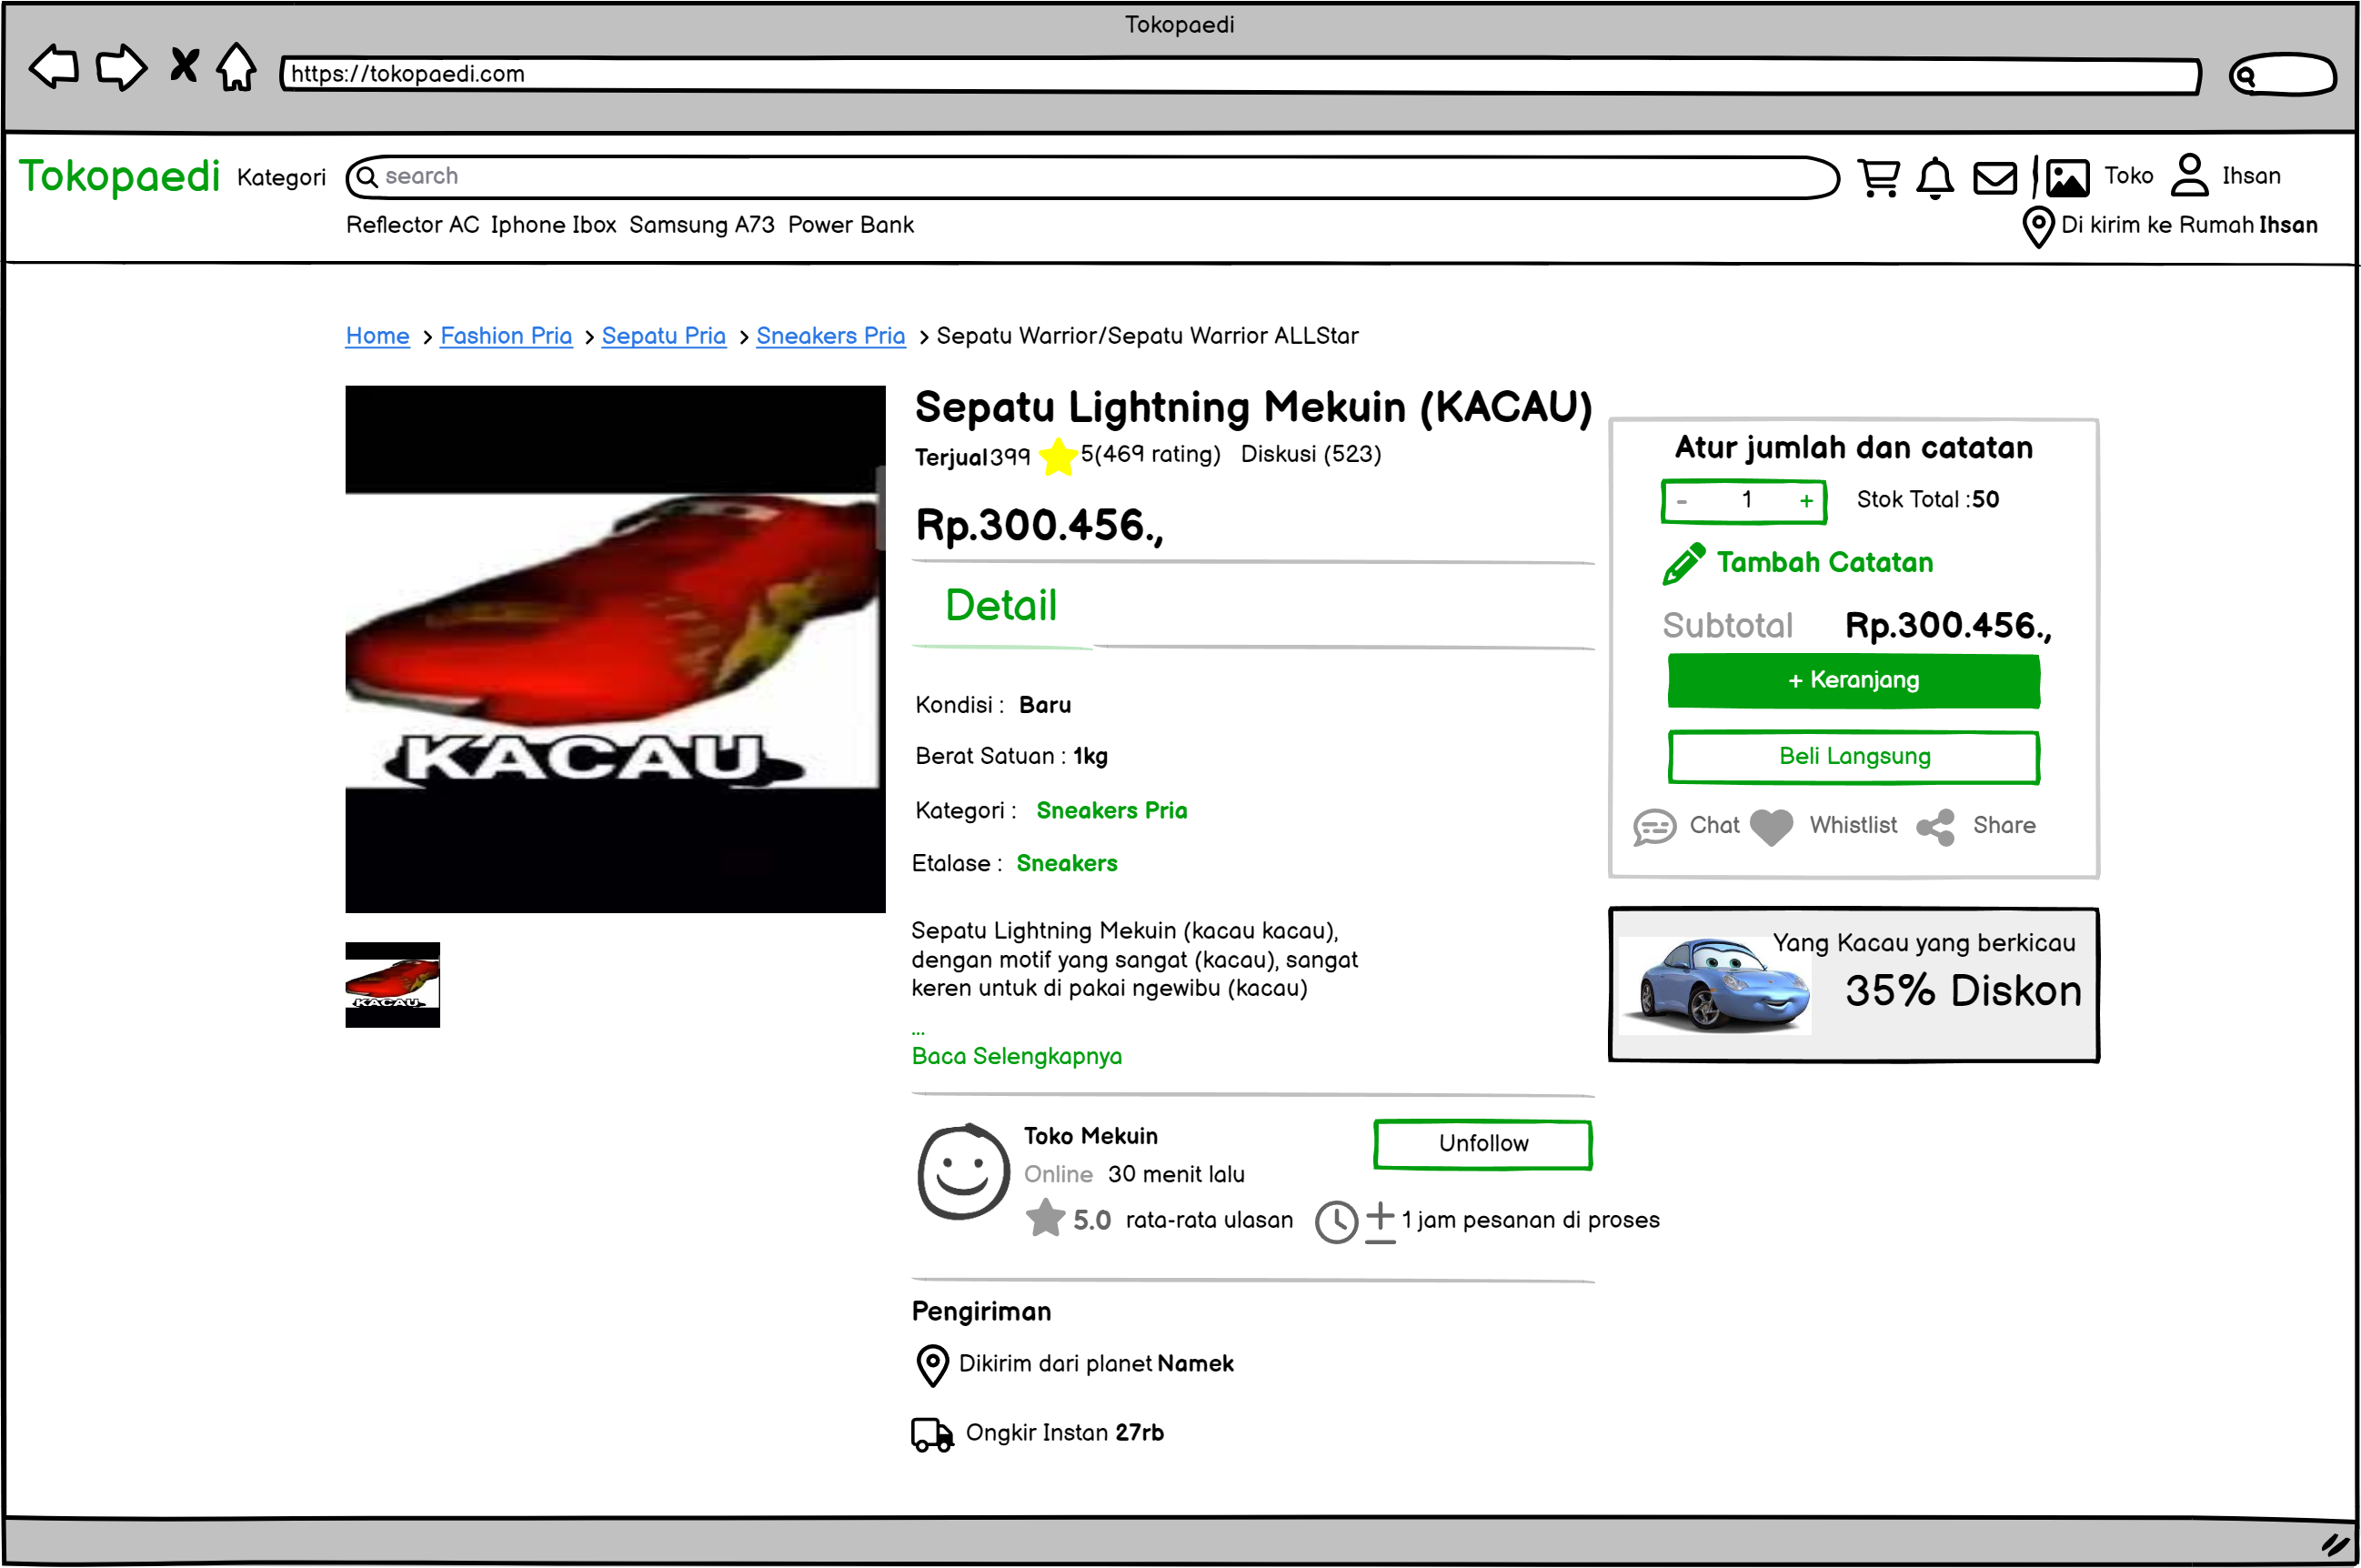 Tokopaedi
https://tokopaedi.com
Tokopaedi Kategori search Toko Ihsan
Reflector AC Iphone Ibox Samsung A73 Power Bank Di kirim ke Rumah Ihsan
Home > Fashion Pria > Sepatu Pria > Sneakers Pria > Sepatu Warrior/Sepatu Warrior ALLStar
KACAU
KACAU
Sepatu Lightning Mekuin (KACAU)
Terjual 399 5(469 rating) Diskusi (523)
Rp.300.456.,
Detail
Kondisi : Baru
Berat Satuan : 1kg
Kategori : Sneakers Pria
Etalase : Sneakers
Sepatu Lightning Mekuin (kacau kacau),
dengan motif yang sangat (kacau), sangat
keren untuk di pakai ngewibu (kacau)
...
Baca Selengkapnya
Toko Mekuin Unfollow
Online 30 menit lalu
5.0 rata-rata ulasan ± 1 jam pesanan di proses
Pengiriman
Dikirim dari planet Namek
Ongkir Instan 27rb
Atur jumlah dan catatan
- 1 + Stok Total :50
Tambah Catatan
Subtotal Rp.300.456.,
+ Keranjang
Beli Langsung
Chat Whistlist Share
Yang Kacau yang berkicau
35% Diskon